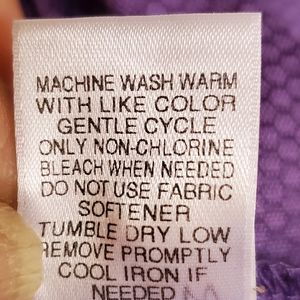 MACHINE WASH WARM
WITH LIKE COLOR
GENTLE CYCLE
ONLY NON-CHLORINE
BLEACH WHEN NEEDED
DO NOT USE FABRIC
SOFTENER
TUMBLE DRY LOW
REMOVE PROMPTLY
COOL IRON IF
NEEDED